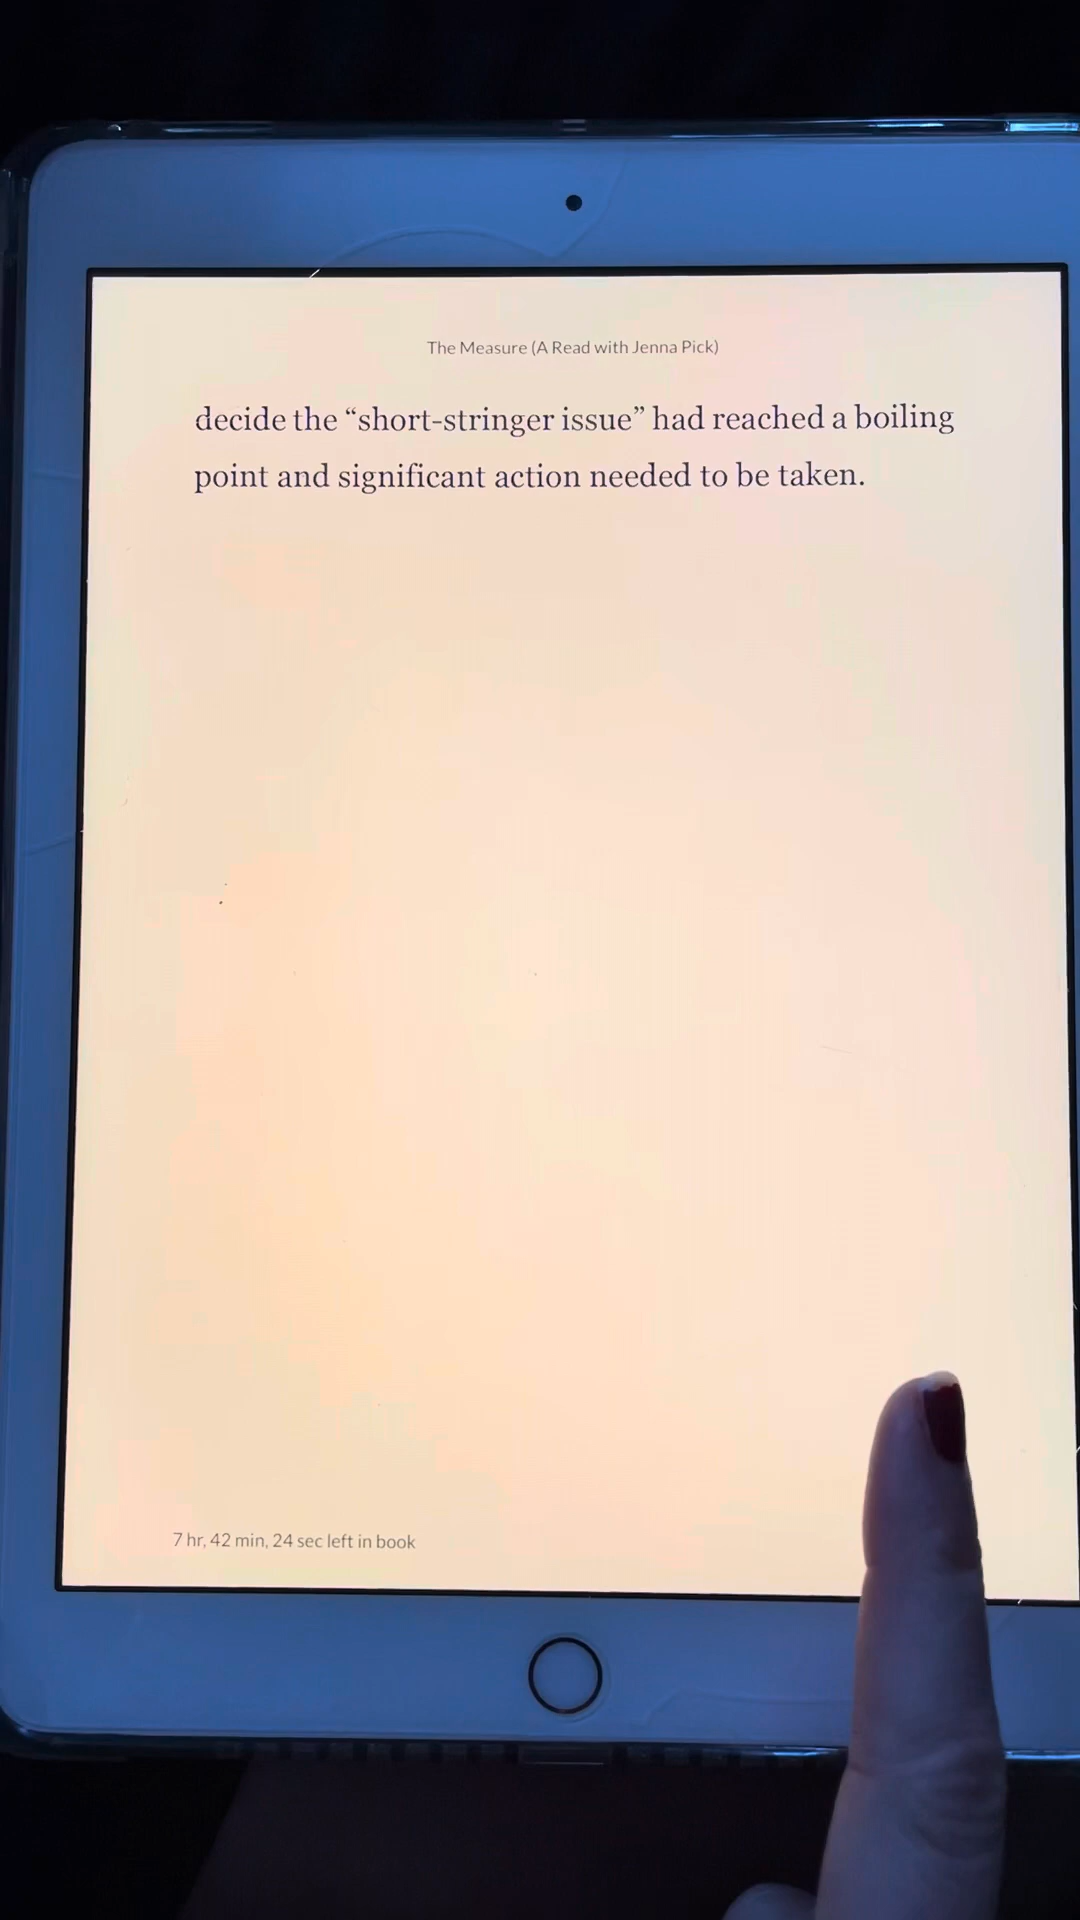 The Measure (A Read with Jenna Pick)
decide the “short-stringer issue” had reached a boiling
point and significant action needed to be taken.
7 hr, 42 min, 24 sec left in book